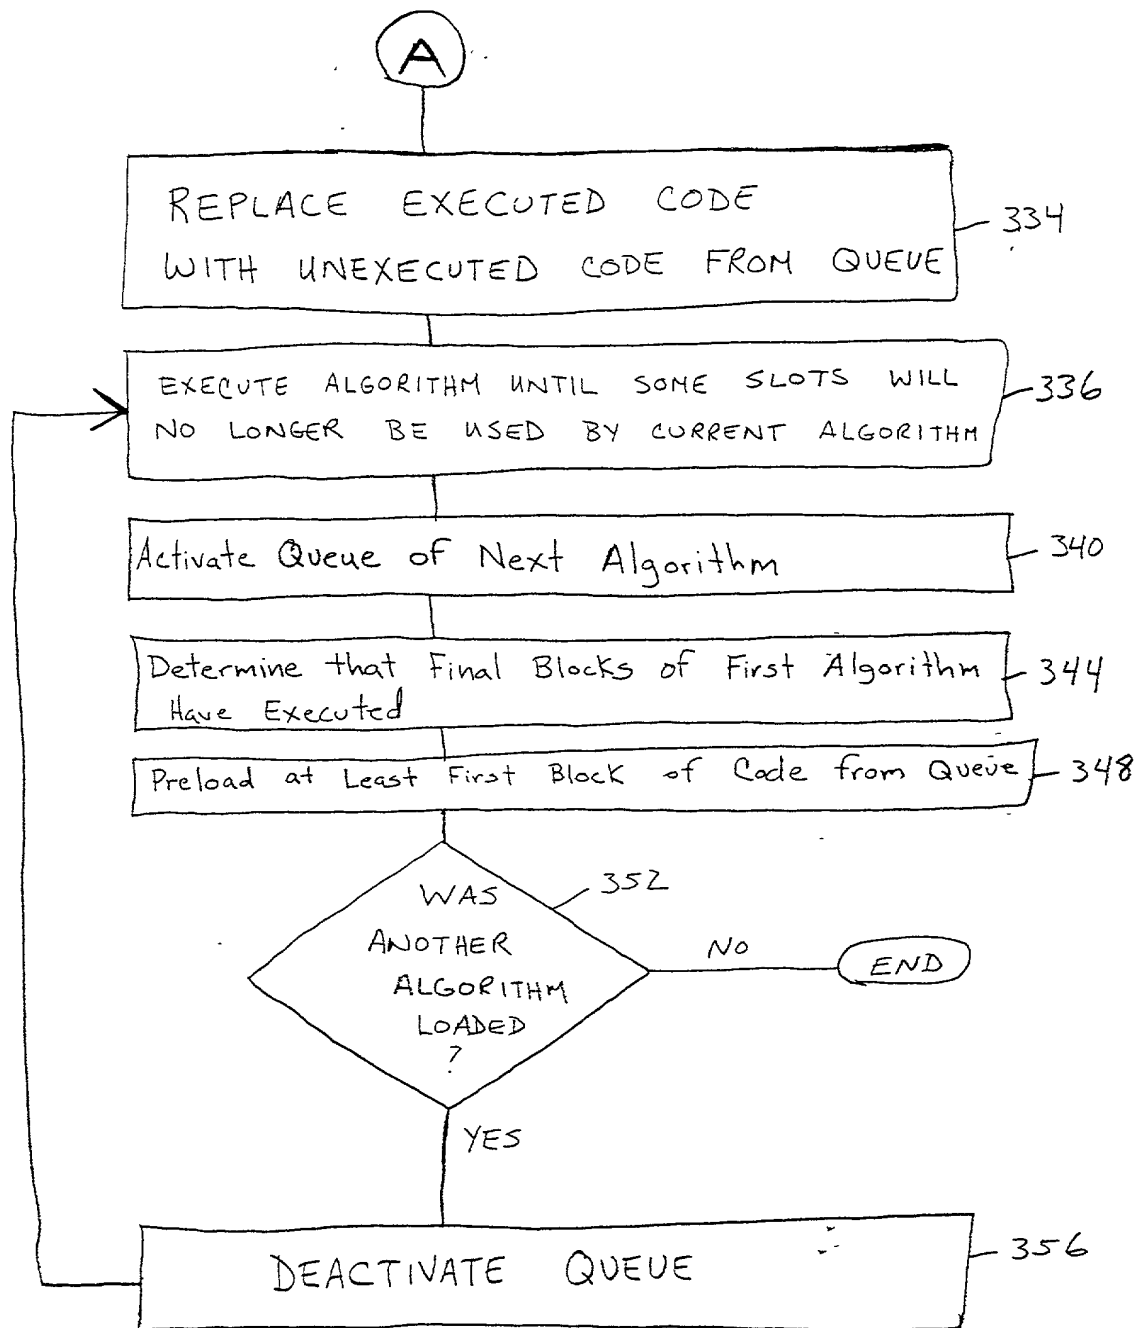 A
REPLACE EXECUTED CODE
WITH UNEXECUTED CODE FROM QUEUE
334
EXECUTE ALGORITHM UNTIL SOME SLOTS WILL
NO LONGER BE USED BY CURRENT ALGORITHM
336
Activate Queue of Next Algorithm
340
Determine that Final Blocks of First Algorithm
Have Executed
344
Preload at Least First Block of Code from Queue
348
WAS
ANOTHER
ALGORITHM
LOADED
?
352
NO
END
YES
DEACTIVATE QUEUE
356